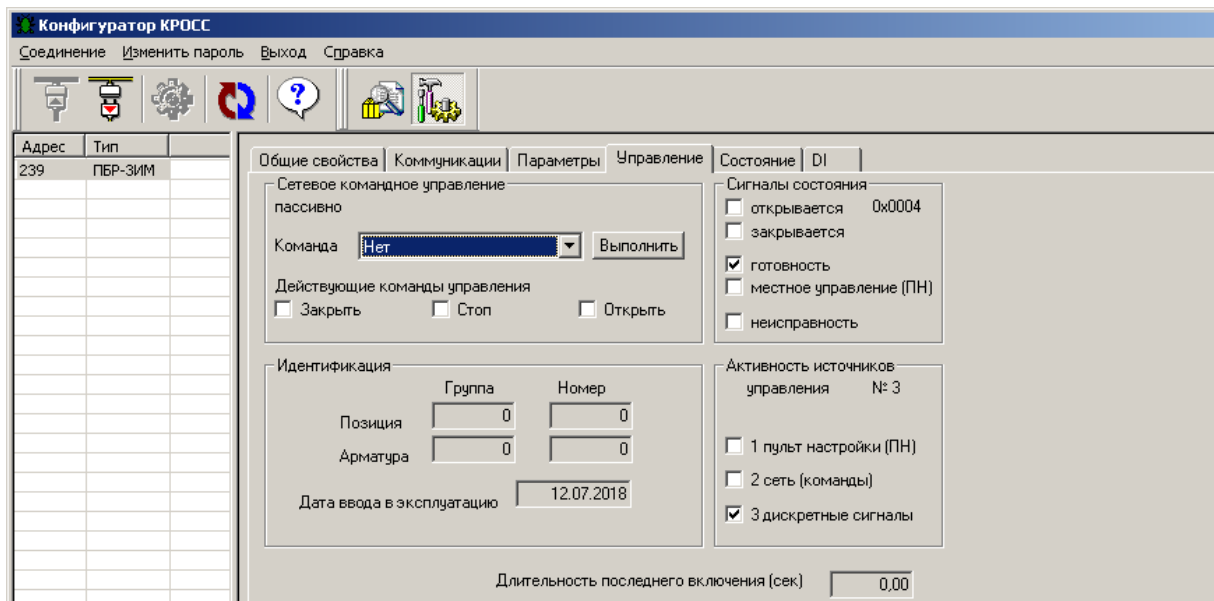 Конфигуратор КРОСС
Соединение Изменить пароль Выход Справка
Адрес Тип
239 ПБР-ЗИМ
Общие свойства Коммуникации Параметры Управление Состояние DI
Сетевое командное управление
пассивно
Команда Нет Выполнить
Действующие команды управления
Закрыть Стоп Открыть
Сигналы состояния
открывается 0x0004
закрывается
готовность
местное управление (ПН)
неисправность
Идентификация
Группа Номер
Позиция 0 0
Арматура 0 0
Дата ввода в эксплуатацию 12.07.2018
Активность источников
управления № 3
1 пульт настройки (ПН)
2 сеть (команды)
3 дискретные сигналы
Длительность последнего включения (сек) 0,00